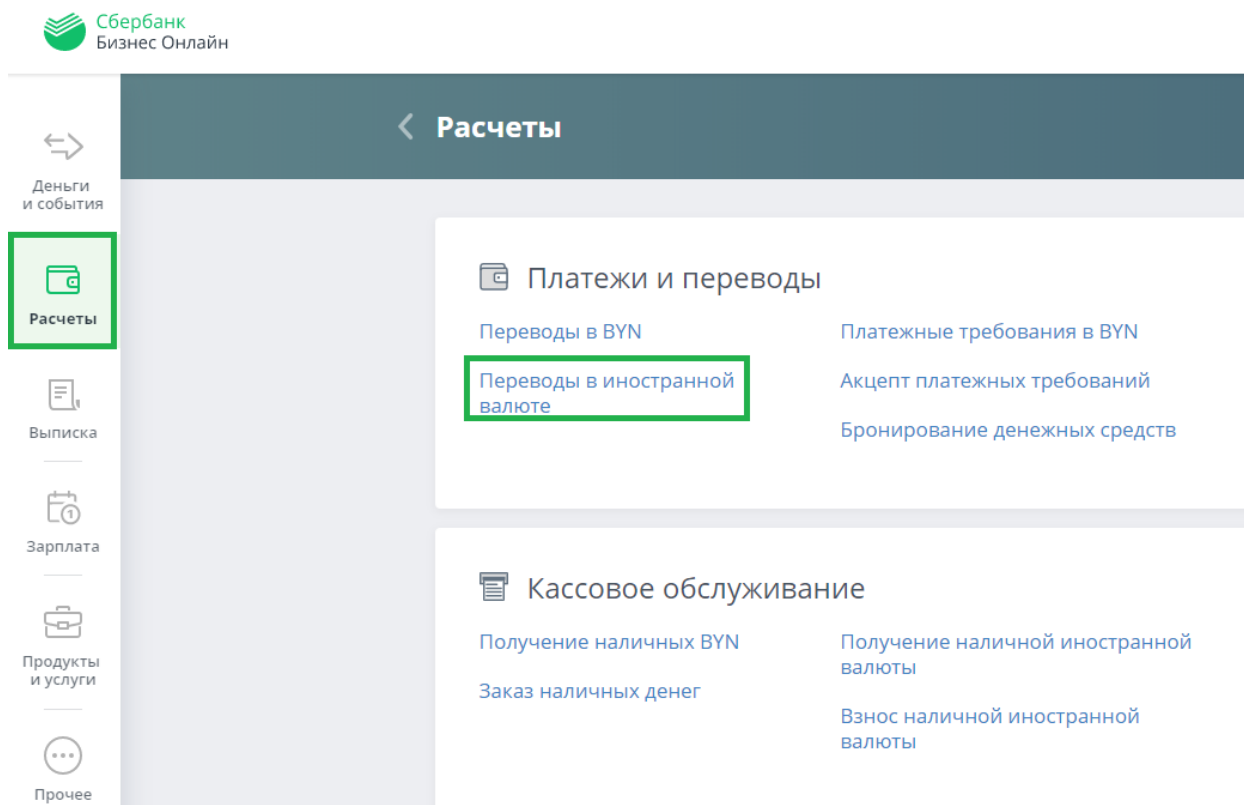 Сбербанк
Бизнес Онлайн
Деньги
и события
Расчеты
Выписка
1
Зарплата
Продукты
и услуги
Прочее
Расчеты
Платежи и переводы
Переводы в BYN
Переводы в иностранной
валюте
Платежные требования в BYN
Акцепт платежных требований
Бронирование денежных средств
Кассовое обслуживание
Получение наличных BYN
Заказ наличных денег
Получение наличной иностранной
валюты
Взнос наличной иностранной
валюты